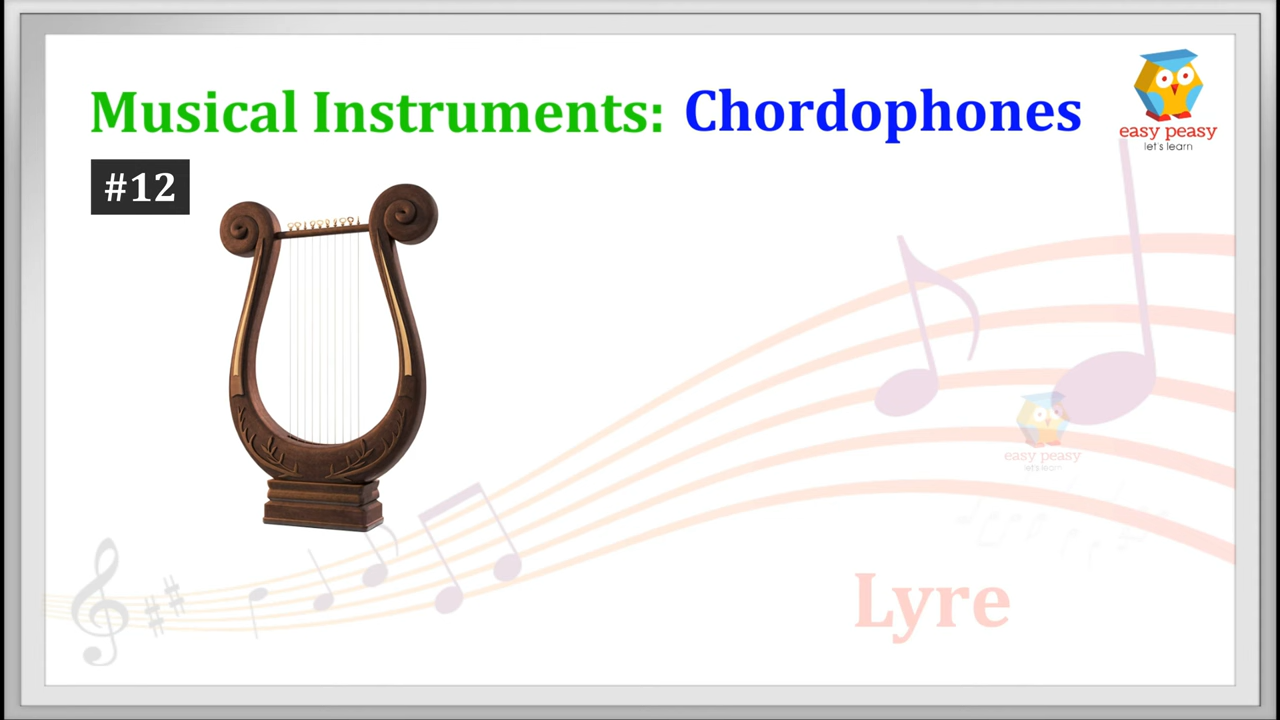 Musical Instruments: Chordophones
easy peasy
let's learn
#12
easy peasy
let's learn
Lyre